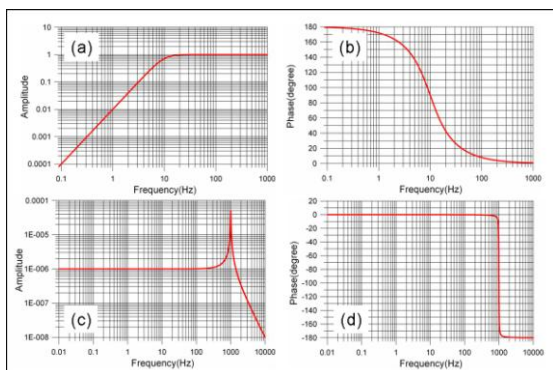 10
(a)
1
0.1
0.01
0.001
0.0001
Amplitude
0.1 1 10 100 1000
Frequency(Hz)
180
(b)
160
140
120
100
80
60
40
20
0
Phase(degree)
0.1 1 10 100 1000
Frequency(Hz)
0.0001
1E-005
1E-006
1E-007
1E-008
(c)
Amplitude
0.01 0.1 1 10 100 1000 10000
Frequency(Hz)
20
0
-20
-40
-60
-80
-100
-120
-140
-160
-180
(d)
Phase(degree)
0.01 0.1 1 10 100 1000 10000
Frequency(Hz)